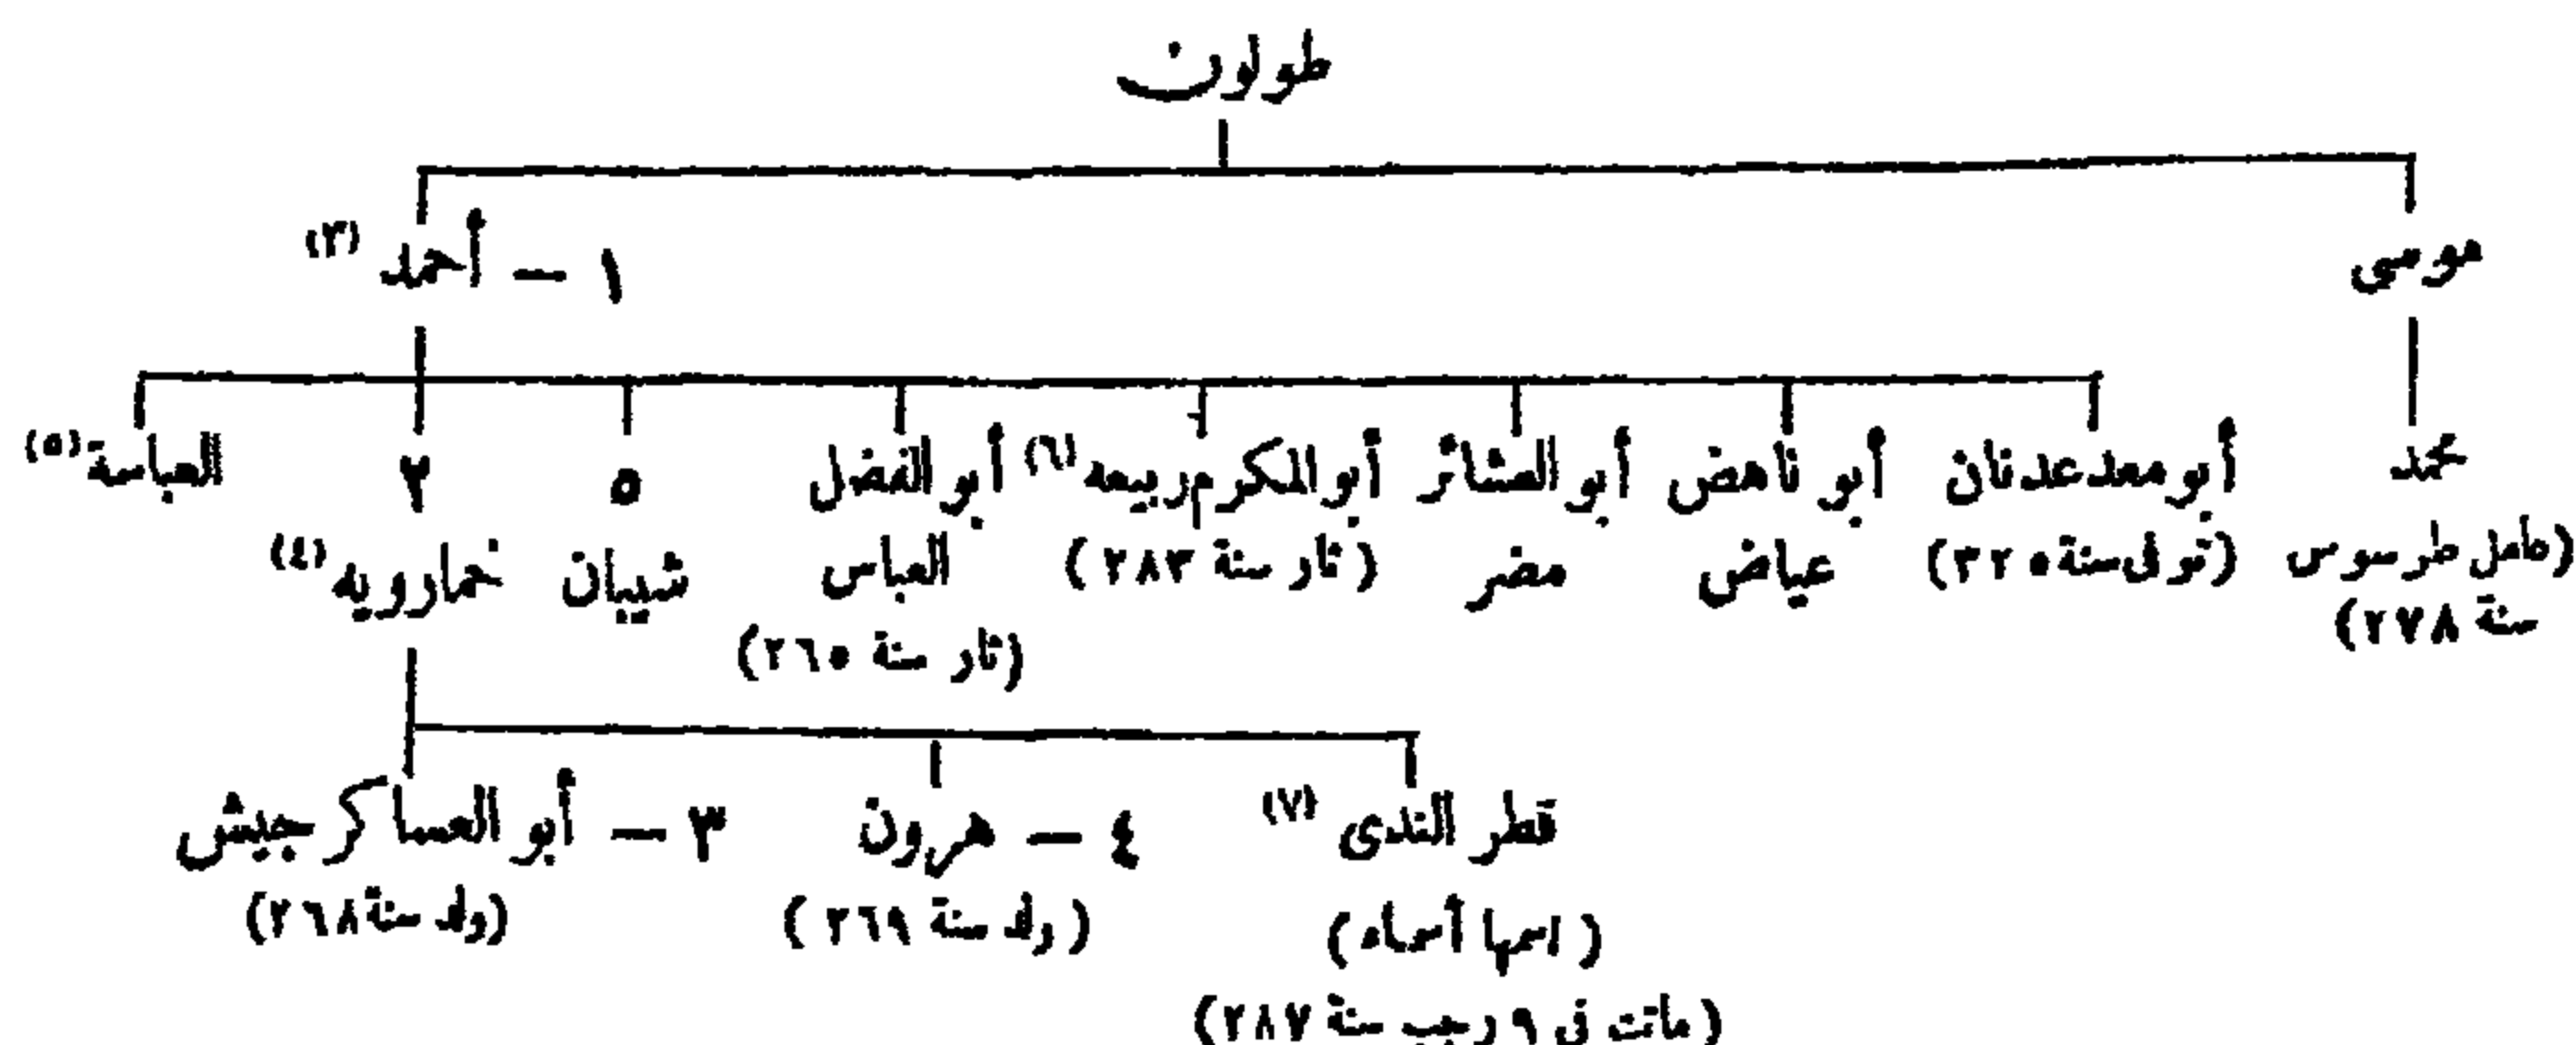 طولون
موسى
١ — أحمد (٣)
محمد
(عامل طرسوس
سنة ٢٧٨)
أبو معد عدنان
(توفى سنة ٣٢٥)
أبو ناهض
عياض
أبو العشائر
مضر
أبو المكرم ربيعه (٦)
(ثار سنة ٢٨٣)
أبو الفضل
العباس
(ثار سنة ٢٦٥)
٥
شيبان
٢
خمارويه (٤)
العباسة (٥)
قطر الندى (٧)
(اسمها أسماء)
(ماتت فى ٩ رجب سنة ٢٨٧)
٤ — هرون
(ولد سنة ٢٦٩)
٣ — أبو العساكر جيش
(ولد سنة ٢٦٨)